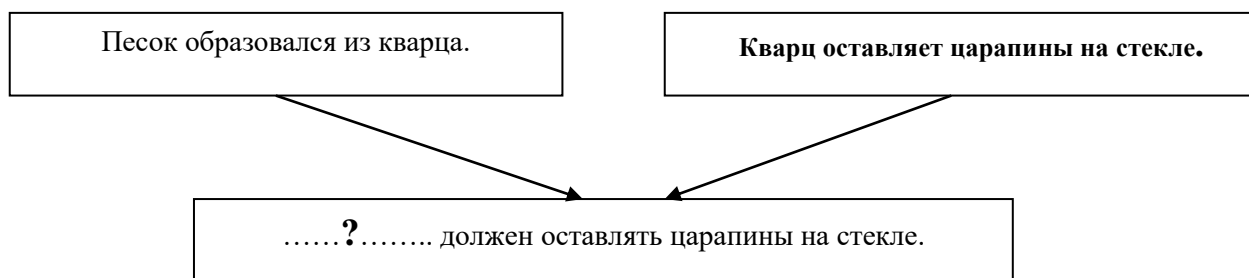 Песок образовался из кварца.
Кварц оставляет царапины на стекле.
……?…….. должен оставлять царапины на стекле.